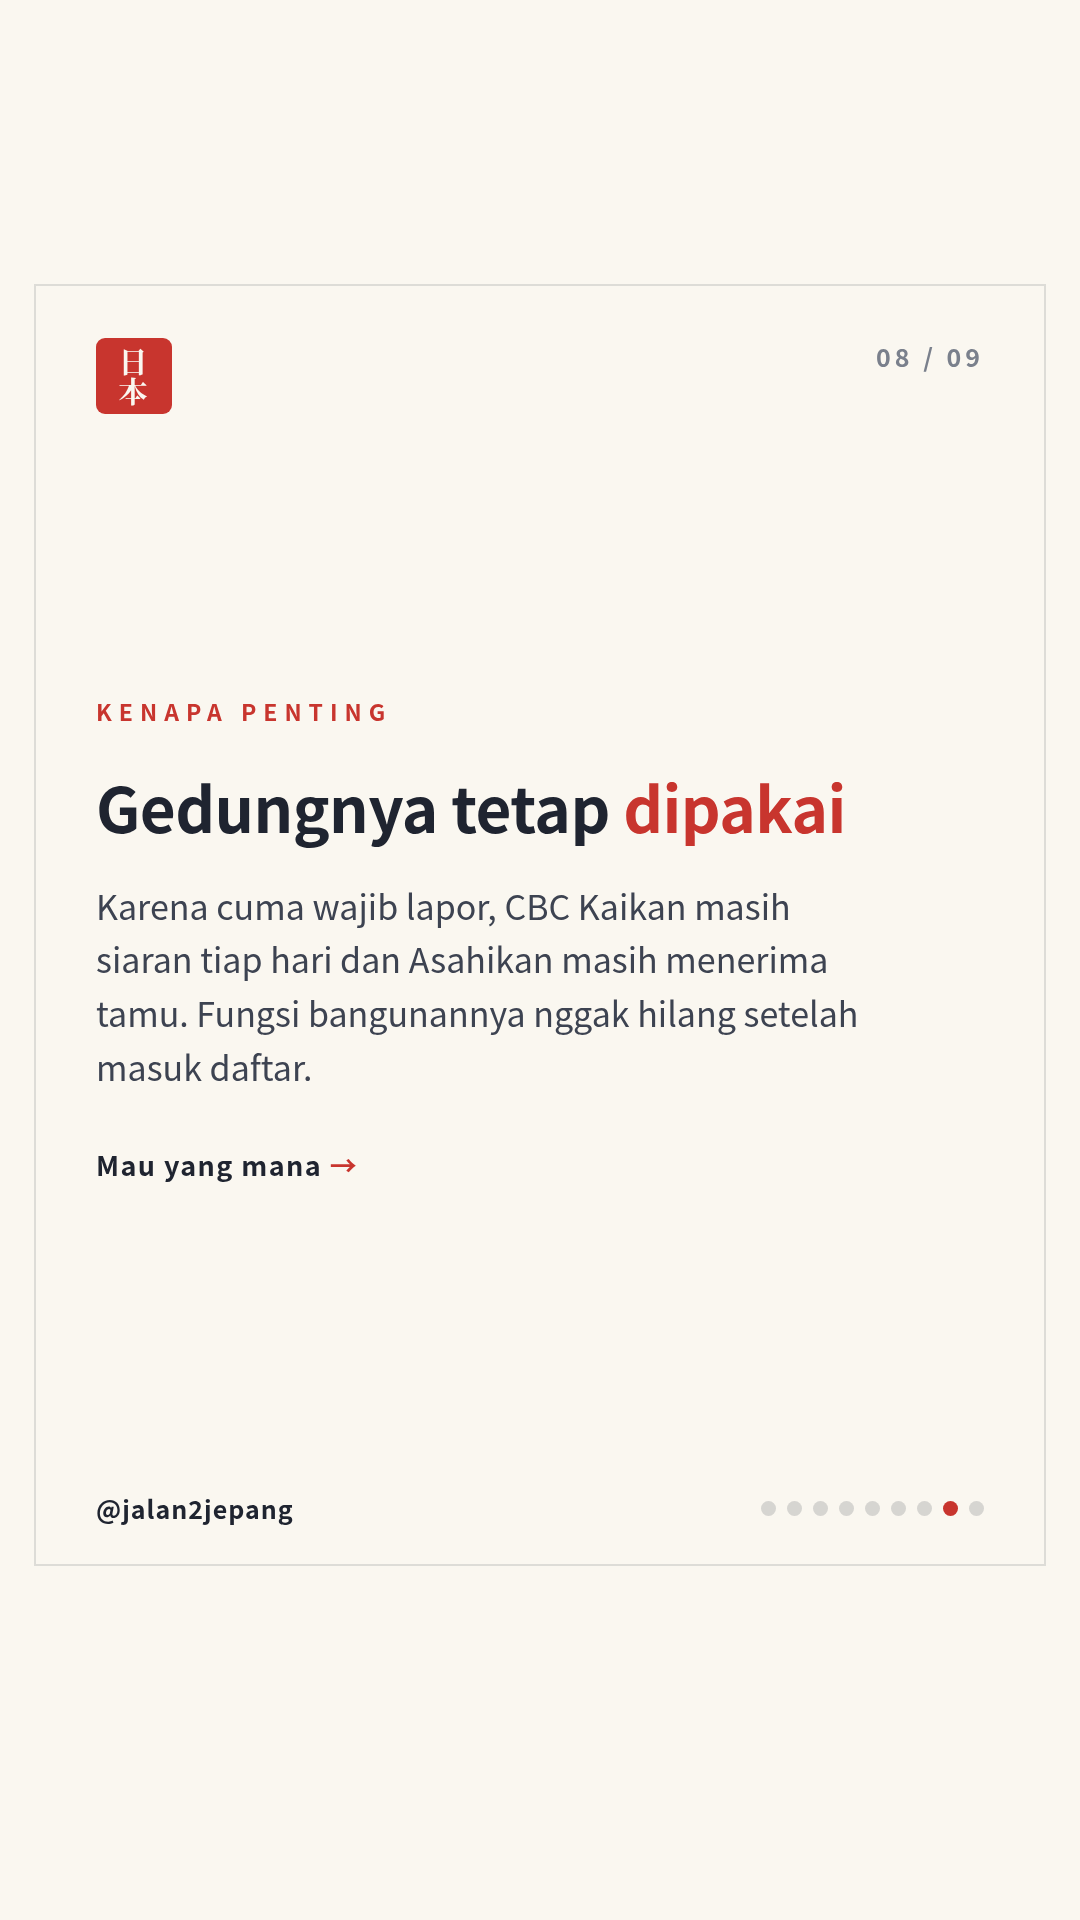 日本
08 / 09
KENAPA PENTING
Gedungnya tetap dipakai
Karena cuma wajib lapor, CBC Kaikan masih
siaran tiap hari dan Asahikan masih menerima
tamu. Fungsi bangunannya nggak hilang setelah
masuk daftar.
Mau yang mana →
@jalan2jepang